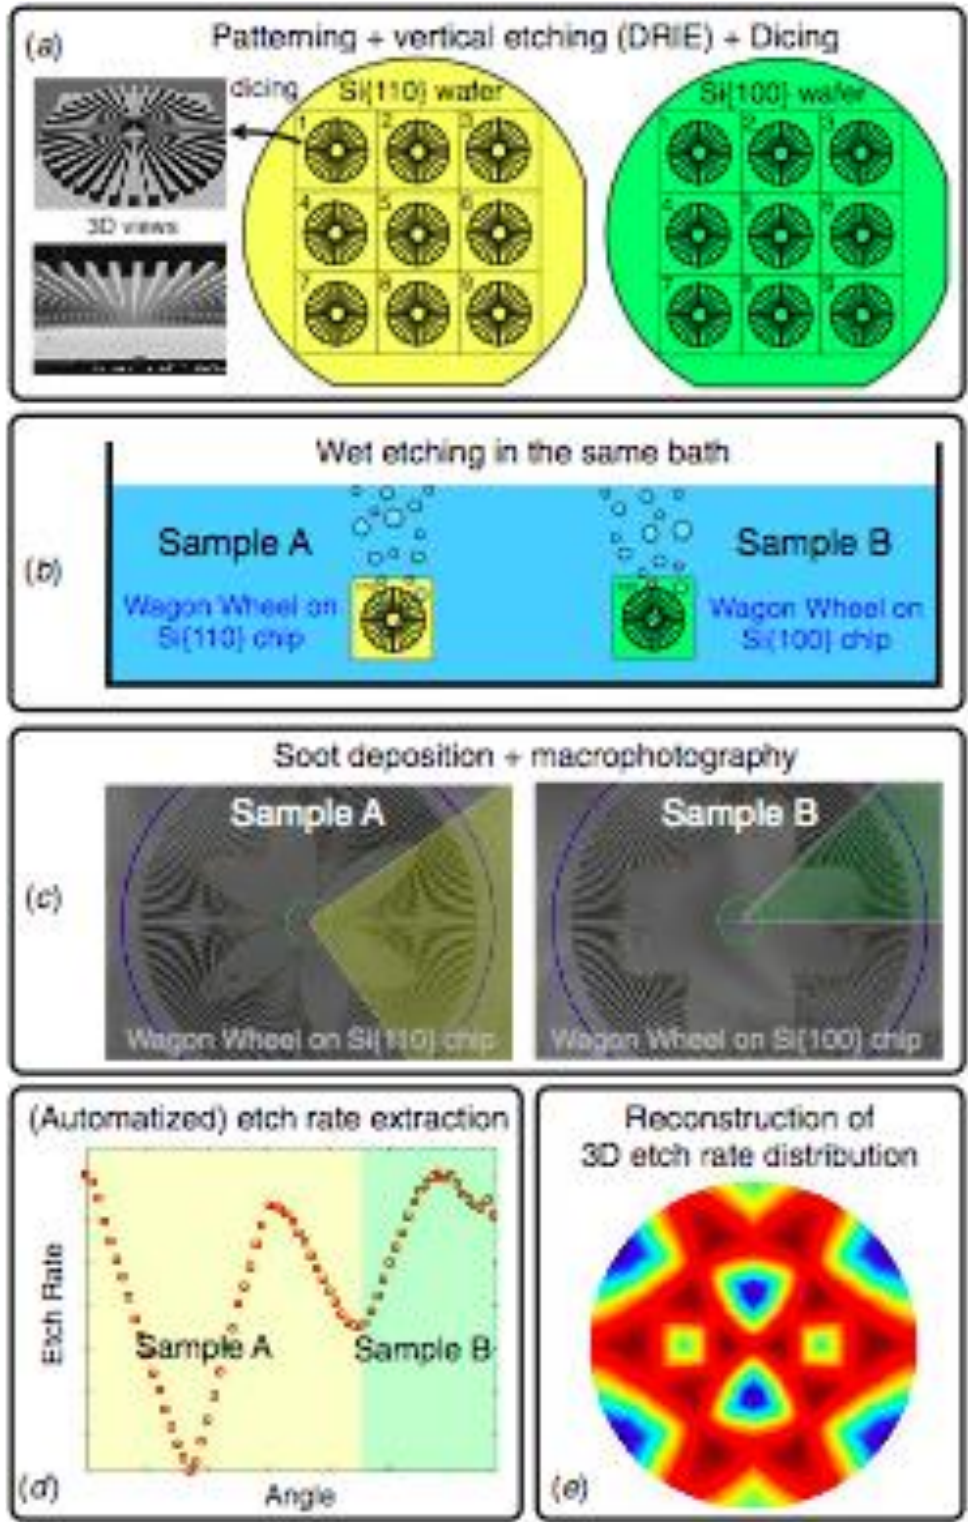 (a)
Patterning + vertical etching (DRIE) + Dicing
dicing
Si{110} wafer
Si{100} wafer
1 2 3
1 2 3
4 5 6
4 5 6
7 8 9
7 8 9
3D views
(b)
Wet etching in the same bath
Sample A
Sample B
Wagon Wheel on
Si{110} chip
Wagon Wheel on
Si{100} chip
(c)
Soot deposition + macrophotography
Sample A
Sample B
Wagon Wheel on Si{110} chip
Wagon Wheel on Si{100} chip
(Automatized) etch rate extraction
Etch Rate
Sample A
Sample B
Angle
(d)
Reconstruction of
3D etch rate distribution
(e)